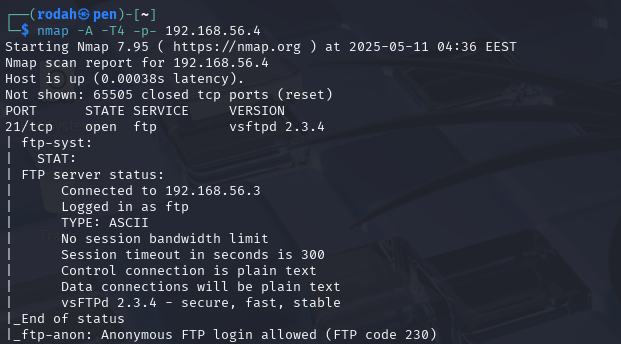 ┌──(rodah㉿pen)-[~]
└─$ nmap -A -T4 -p- 192.168.56.4
Starting Nmap 7.95 ( https://nmap.org ) at 2025-05-11 04:36 EEST
Nmap scan report for 192.168.56.4
Host is up (0.00038s latency).
Not shown: 65505 closed tcp ports (reset)
PORT      STATE SERVICE     VERSION
21/tcp    open  ftp         vsftpd 2.3.4
| ftp-syst:
|   STAT:
| FTP server status:
|      Connected to 192.168.56.3
|      Logged in as ftp
|      TYPE: ASCII
|      No session bandwidth limit
|      Session timeout in seconds is 300
|      Control connection is plain text
|      Data connections will be plain text
|      vsFTPd 2.3.4 - secure, fast, stable
|_End of status
|_ftp-anon: Anonymous FTP login allowed (FTP code 230)